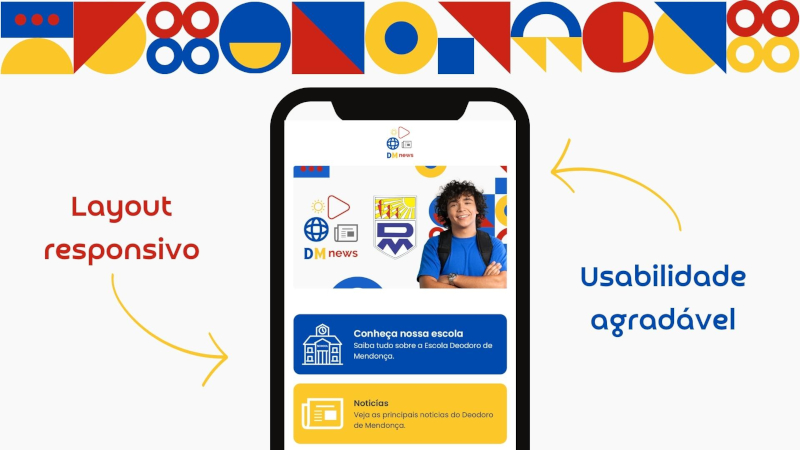 DM news
Layout
responsivo
DM news
DM
Usabilidade
agradável
Conheça nossa escola
Saiba tudo sobre a Escola Deodoro de
Mendonça.
Notícias
Veja as principais notícias do Deodoro
de Mendonça.